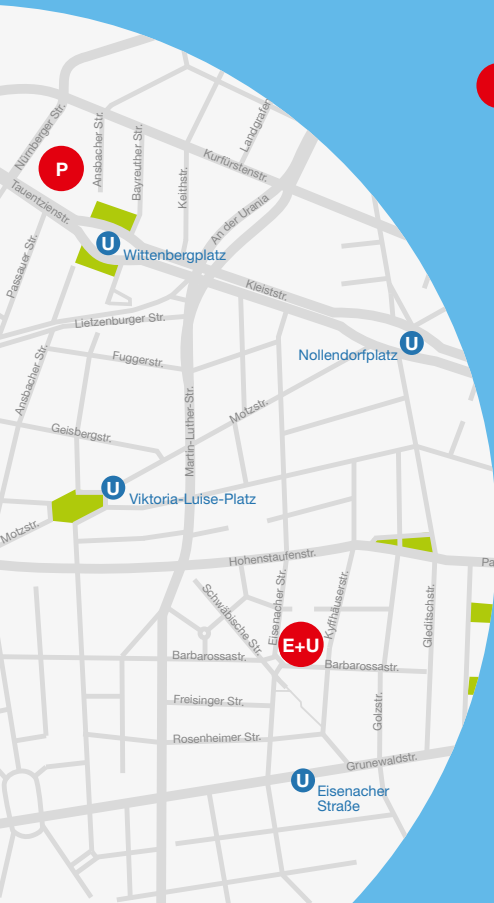 Nürnberger Str.
P
Ansbacher Str.
Bayreuther Str.
Keithstr.
Landgrafen
Kurfürstenstr.
Tauentzienstr.
An der Urania
Passauer Str.
U
Wittenbergplatz
Kleiststr.
Lietzenburger Str.
Nollendorfplatz
U
Ansbacher Str.
Fuggerstr.
Motzstr.
Martin-Luther-Str.
Geisbergstr.
U
Viktoria-Luise-Platz
Motzstr.
Hohenstaufenstr.
Pa
Schwäbische Str.
Eisenacher Str.
Kyffhäuserstr.
Gleditschstr.
E+U
Barbarossastr.
Barbarossastr.
Freisinger Str.
Golzstr.
Rosenheimer Str.
Grunewaldstr.
U
Eisenacher
Straße